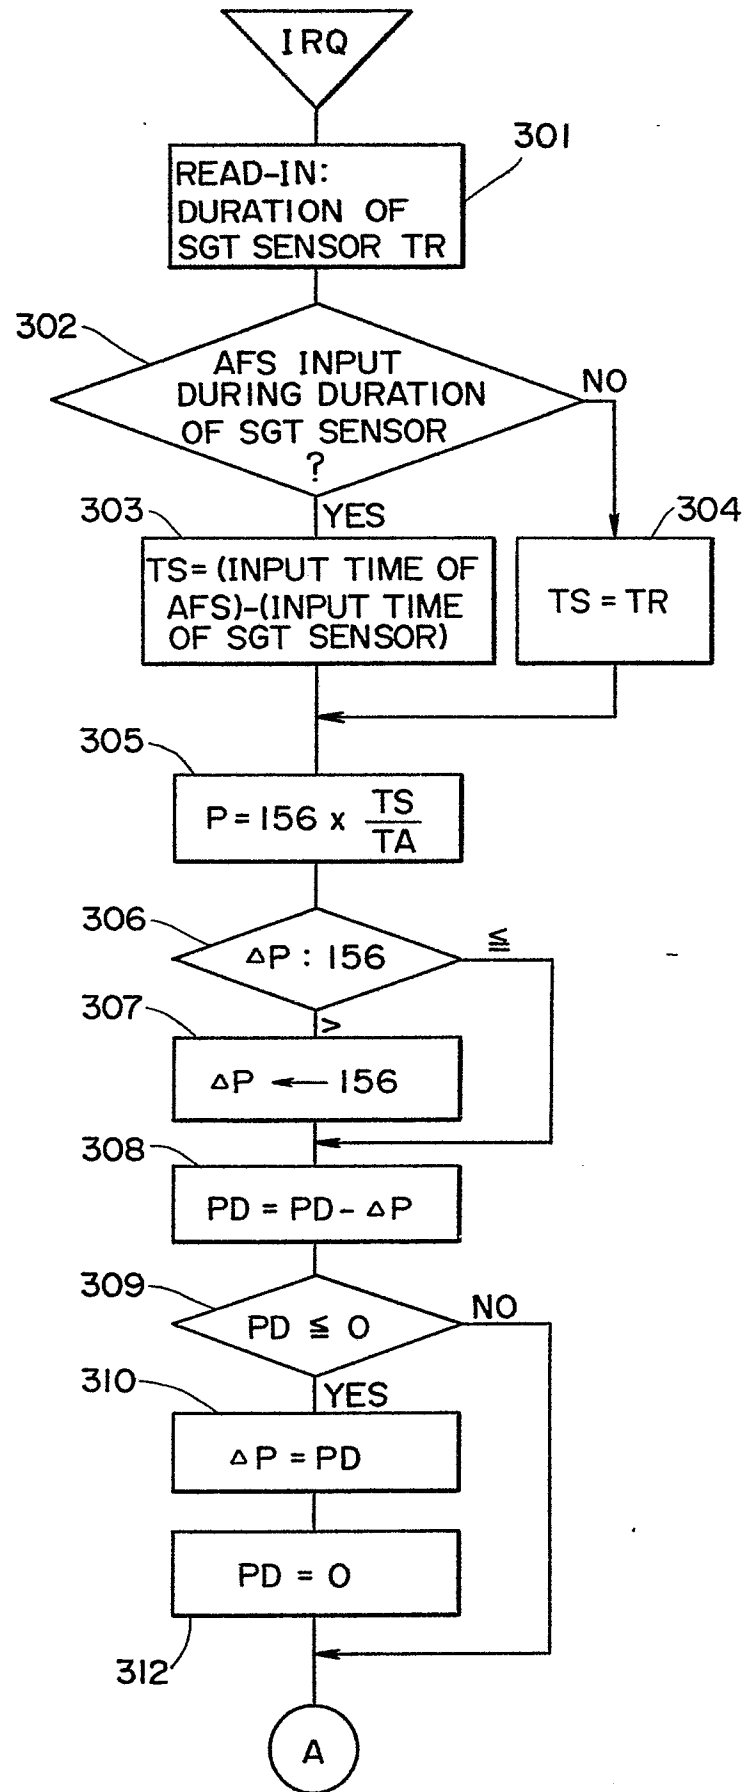 IRQ
301
READ-IN:
DURATION OF
SGT SENSOR TR
302
AFS INPUT
DURING DURATION
OF SGT SENSOR
?
NO
YES
303
TS=(INPUT TIME OF
AFS)-(INPUT TIME
OF SGT SENSOR)
304
TS = TR
305
P=156 x TS
TA
306
ΔP : 156
≦
>
307
ΔP ← 156
308
PD = PD - ΔP
309
PD ≦ 0
NO
YES
310
ΔP = PD
PD = 0
312
A